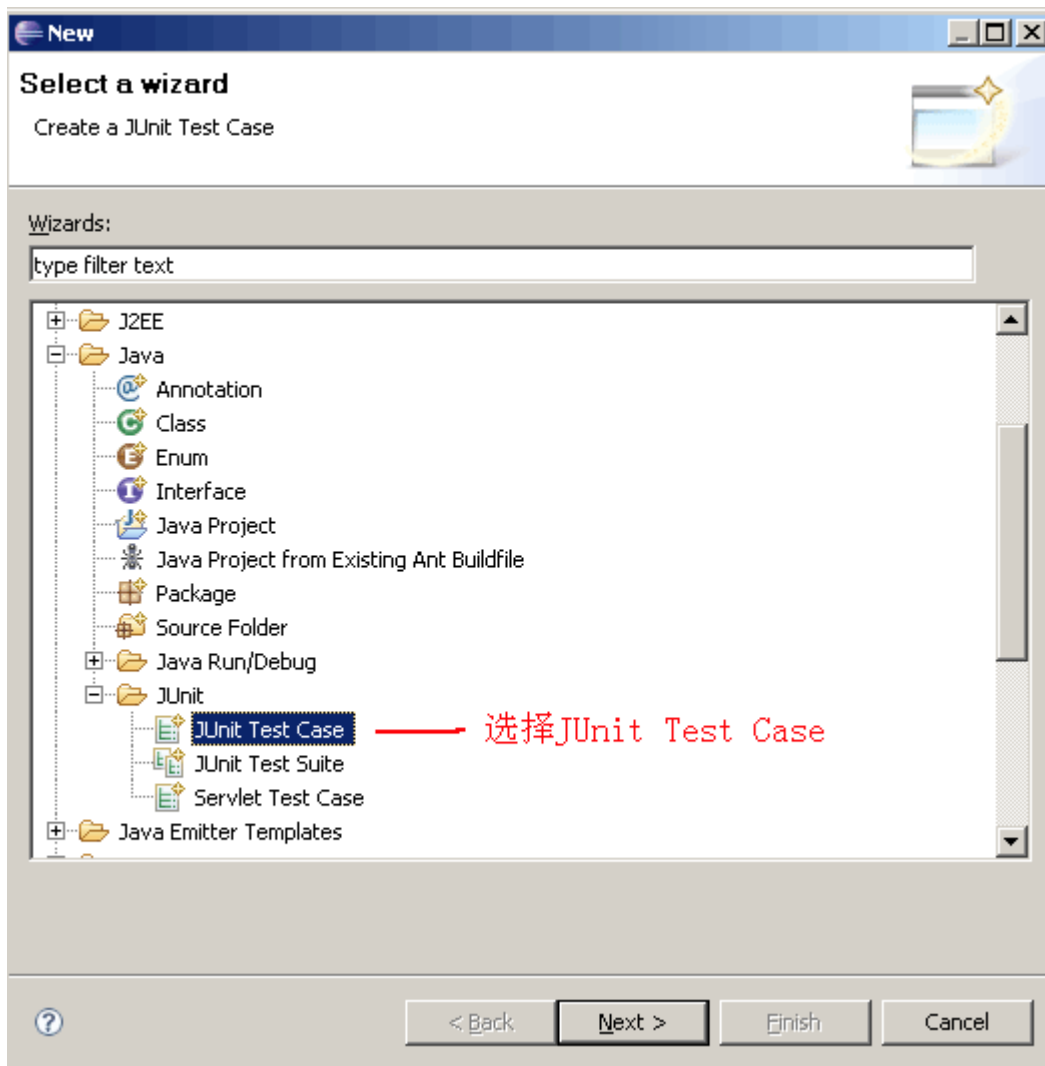 New
Select a wizard
Create a JUnit Test Case
Wizards:
type filter text
J2EE
Java
Annotation
Class
Enum
Interface
Java Project
Java Project from Existing Ant Buildfile
Package
Source Folder
Java Run/Debug
JUnit
JUnit Test Case 选择JUnit Test Case
JUnit Test Suite
Servlet Test Case
Java Emitter Templates
< Back Next > Finish Cancel